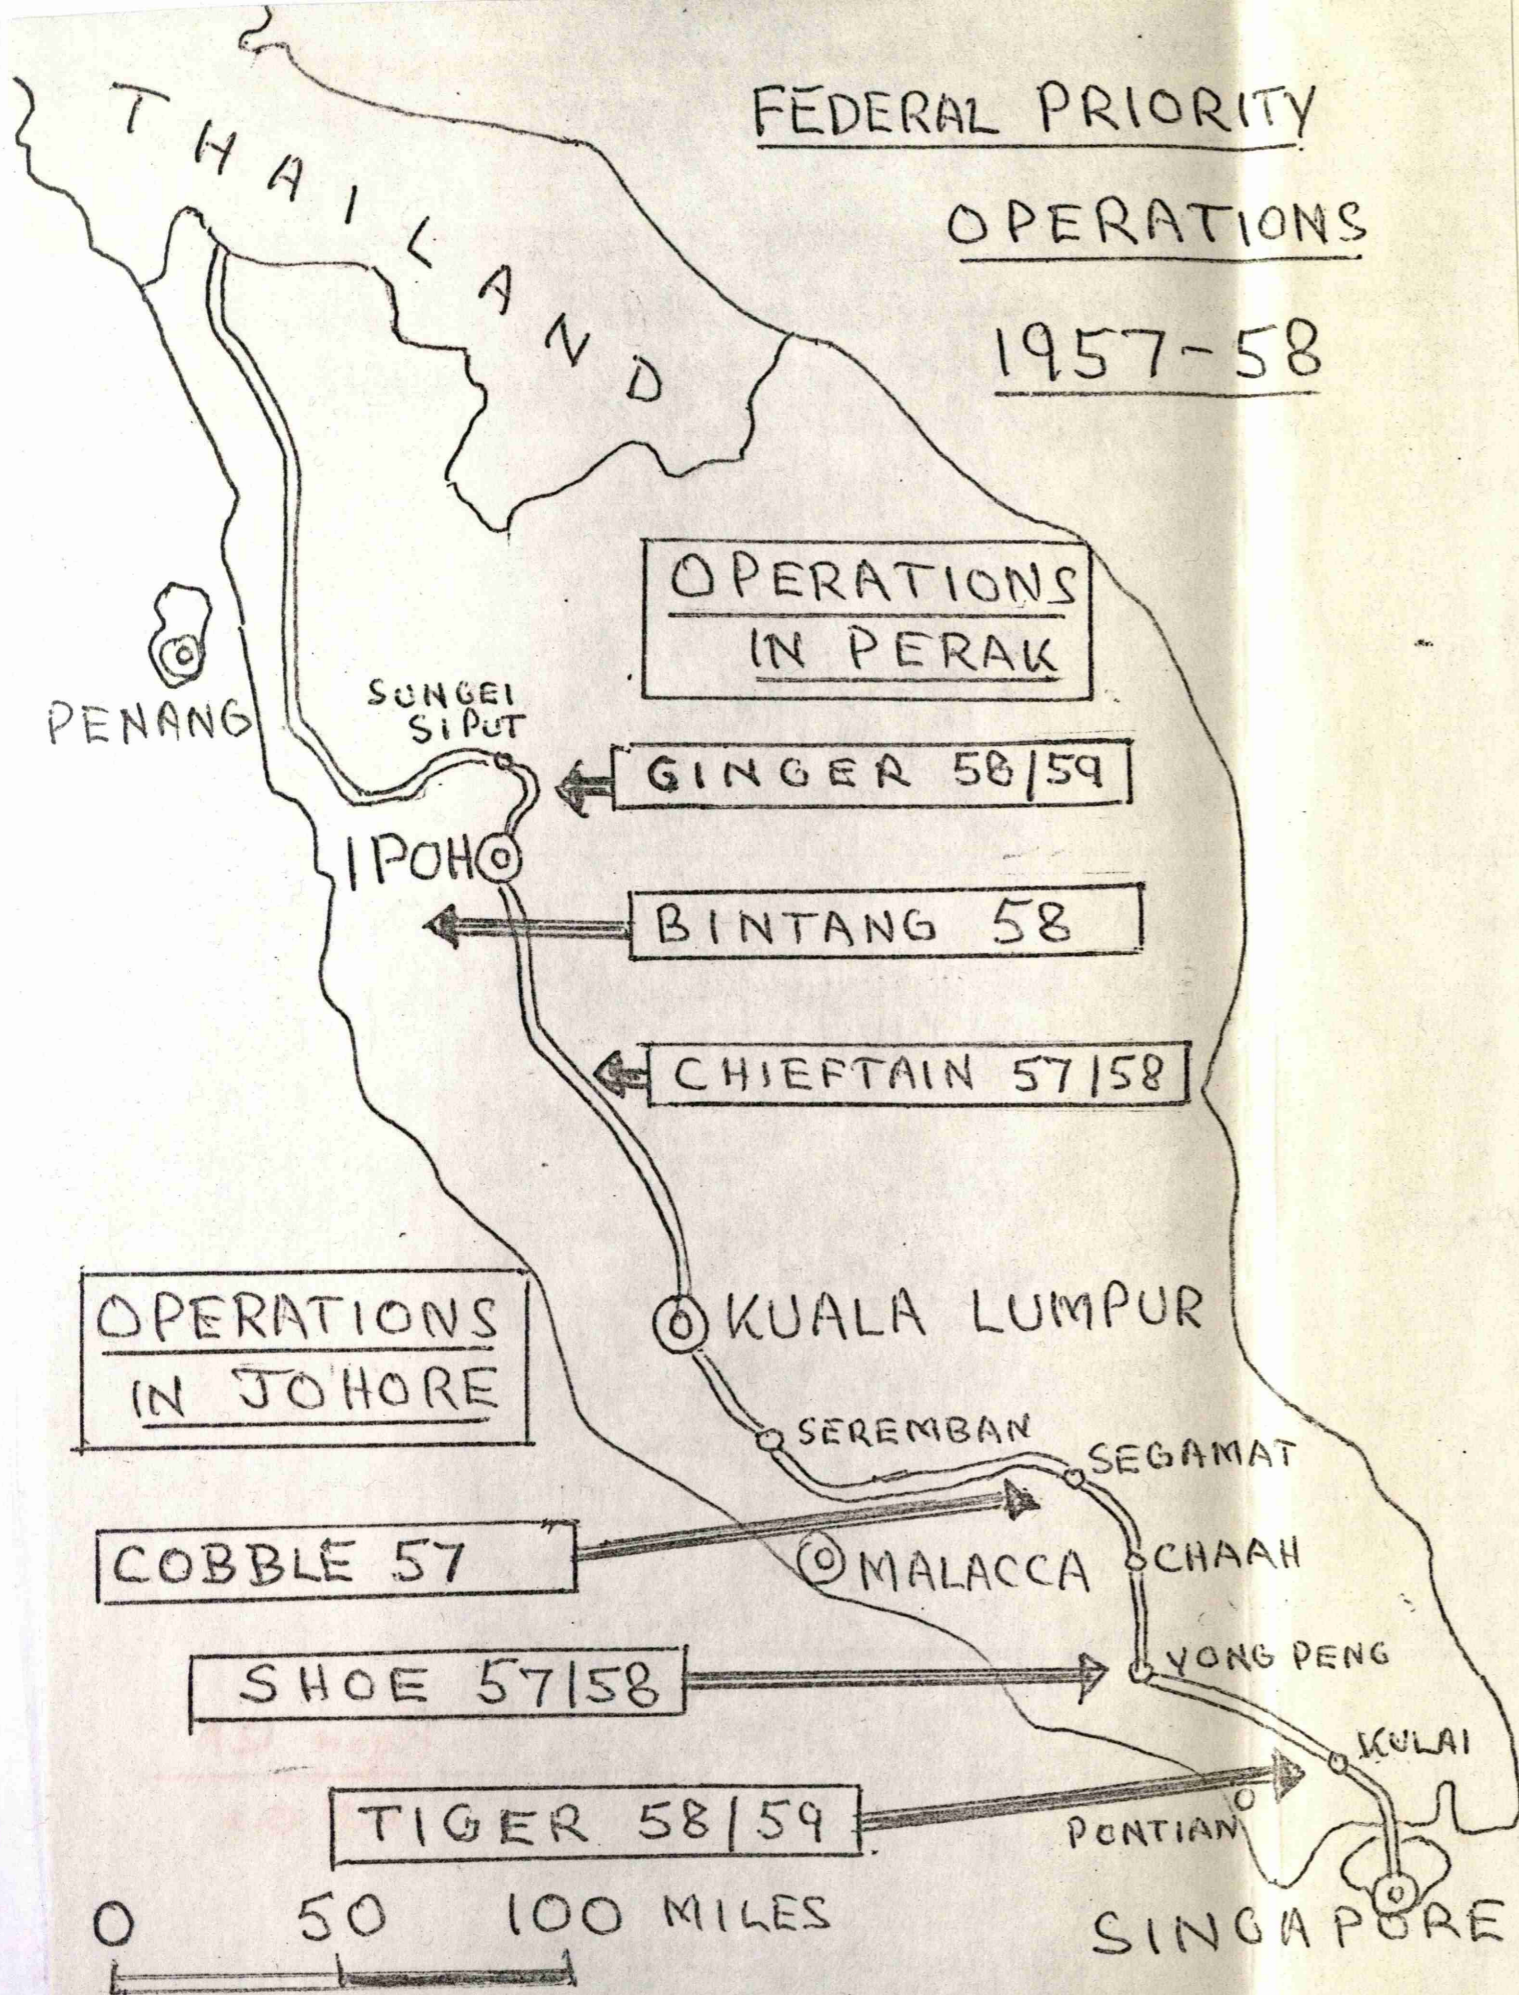 FEDERAL PRIORITY
OPERATIONS
1957-58
THAILAND
OPERATIONS
IN PERAK
PENANG
SUNGEI
SIPUT
GINGER 58/59
IPOH
BINTANG 58
CHIEFTAIN 57/58
OPERATIONS
IN JOHORE
KUALA LUMPUR
SEREMBAN
SEGAMAT
COBBLE 57
MALACCA
CHAAH
SHOE 57/58
YONG PENG
KULAI
TIGER 58/59
PONTIAN
SINGAPORE
0 50 100 MILES